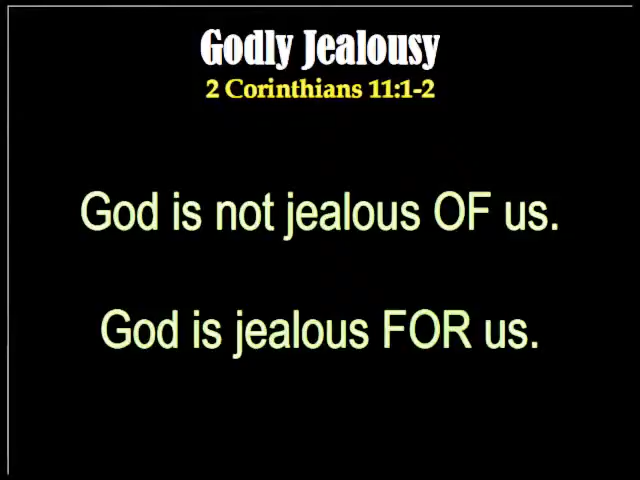 Godly Jealousy
2 Corinthians 11:1-2
God is not jealous OF us.
God is jealous FOR us.